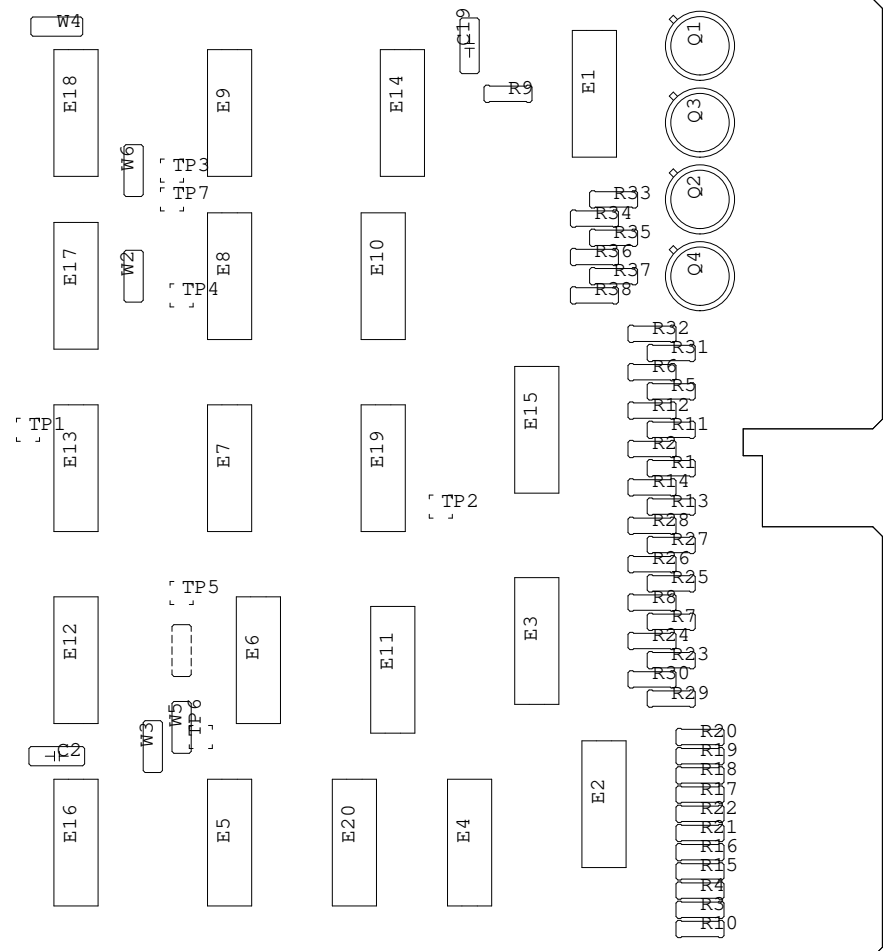 W4
C19
Q1
E18
E9
E14
R9
E1
Q3
W6
TP3
TP7
R33
Q2
R34
R35
E17
W2
E8
E10
R36
Q4
R37
TP4
R38
R32
R31
R6
R5
E15
R12
TP1
R11
E13
E7
E19
R2
R1
R14
TP2
R13
R28
R27
R26
TP5
R25
R8
E12
E6
E11
E3
R7
R24
R23
R30
R29
W5
TP6
W3
R20
C2
R19
R18
E2
R17
R22
E16
E5
E20
E4
R21
R16
R15
R4
R3
R10